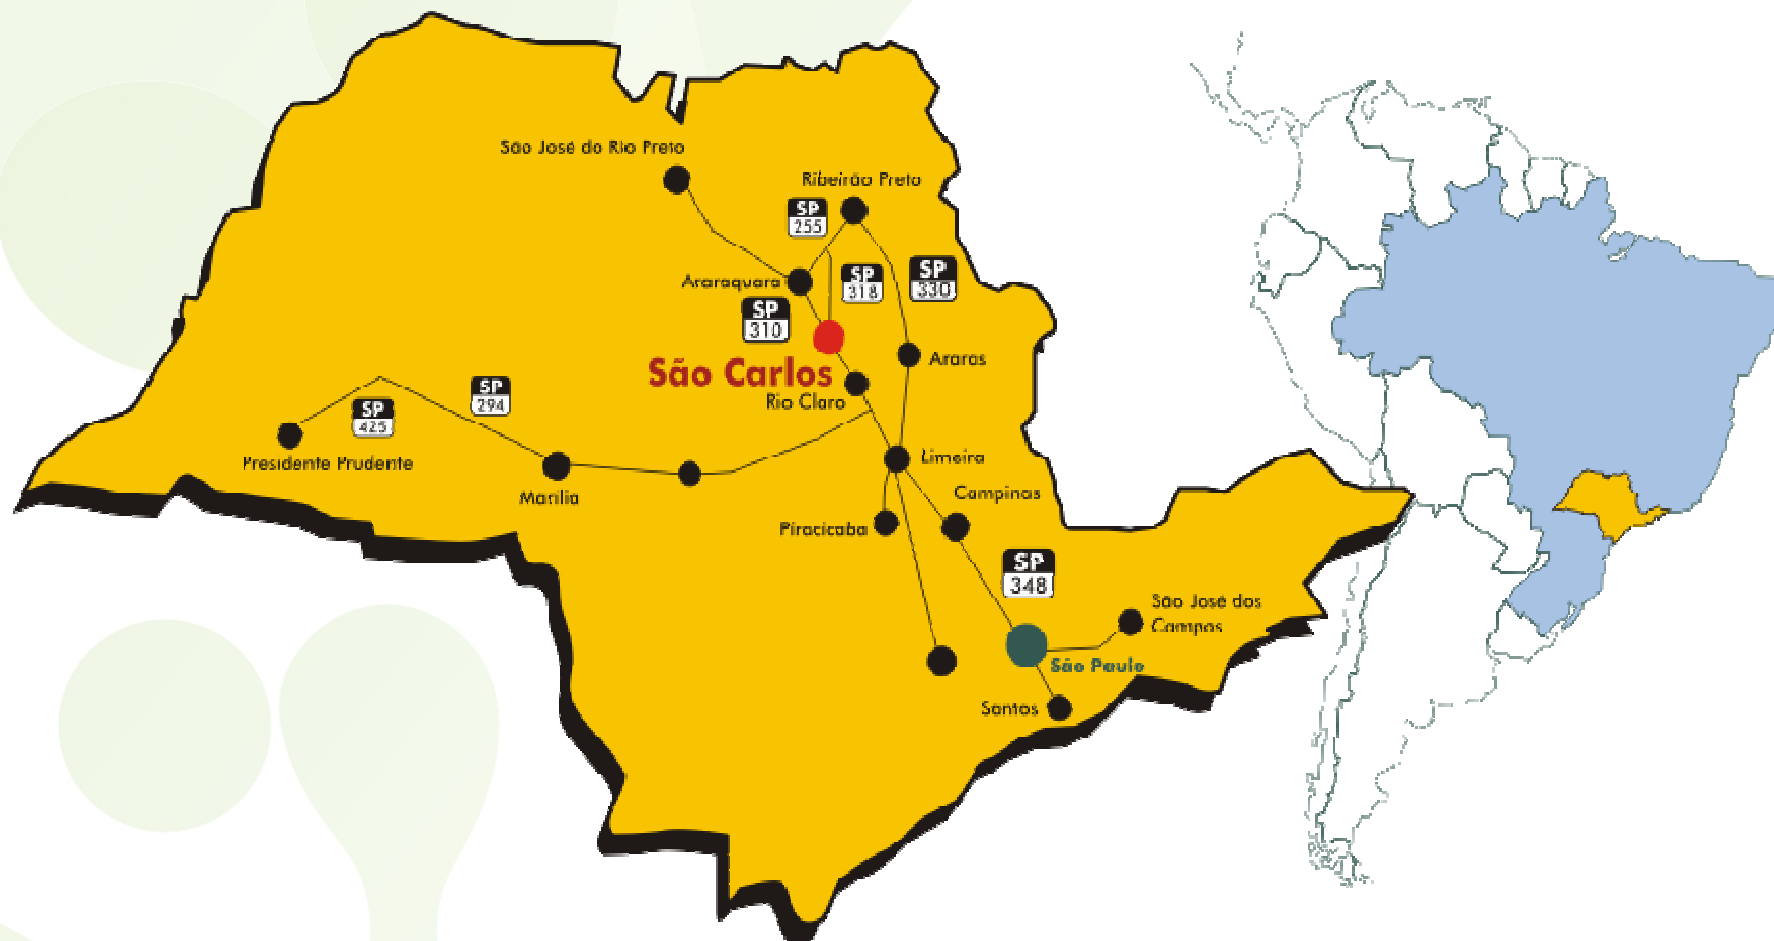 São José do Rio Preto
Ribeirão Preto
SP
255
Araraquara
SP
318
SP
330
SP
310
Araras
São Carlos
Rio Claro
SP
294
SP
425
Presidente Prudente
Marilia
Limeira
Campinas
Piracicaba
SP
348
São José dos
Campos
São Paulo
Santos